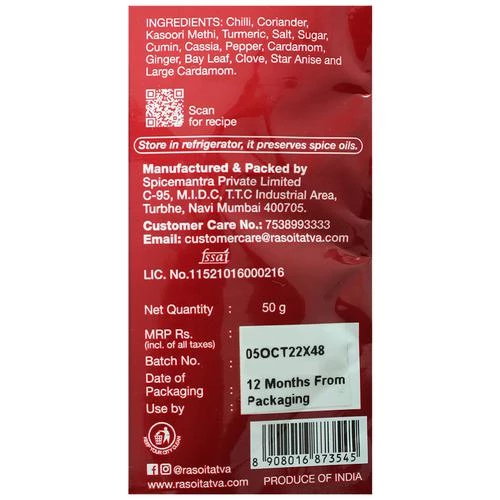 INGREDIENTS: Chilli, Coriander,
Kasoori Methi, Turmeric, Salt, Sugar,
Cumin, Cassia, Pepper, Cardamom,
Ginger, Bay Leaf, Clove, Star Anise and
Large Cardamom.
Scan
for recipe
Store in refrigerator, it preserves spice oils.
Manufactured & Packed by
Spicemantra Private Limited
C-95, M.I.D.C, T.T.C Industrial Area,
Turbhe, Navi Mumbai 400705.
Customer Care No.: 7538993333
Email: customercare@rasoitatva.com
fssai
LIC. No.11521016000216
Net Quantity : 50 g
MRP Rs. :
(incl. of all taxes)
Batch No. : 05OCT22X48
Date of :
Packaging
12 Months From
Packaging
Use by :
KEEP YOUR CITY CLEAN
8 908016 873545
@rasoitatva
www.rasoitatva.com
PRODUCE OF INDIA